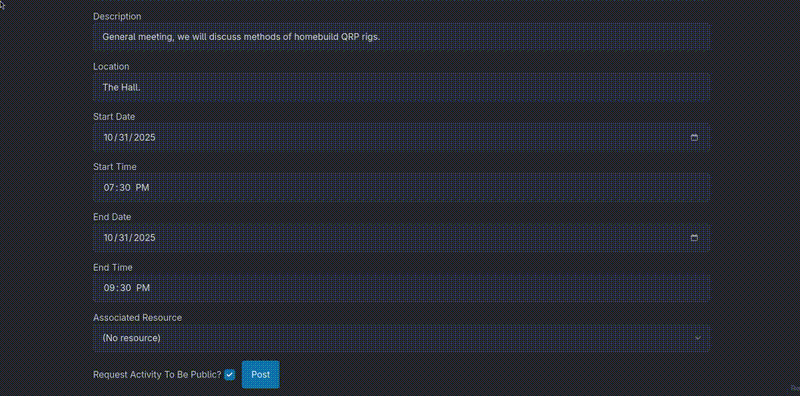 Description
General meeting, we will discuss methods of homebuild QRP rigs.
Location
The Hall.
Start Date
10/31/2025
Start Time
07:30 PM
End Date
10/31/2025
End Time
09:30 PM
Associated Resource
(No resource)
Request Activity To Be Public? Post